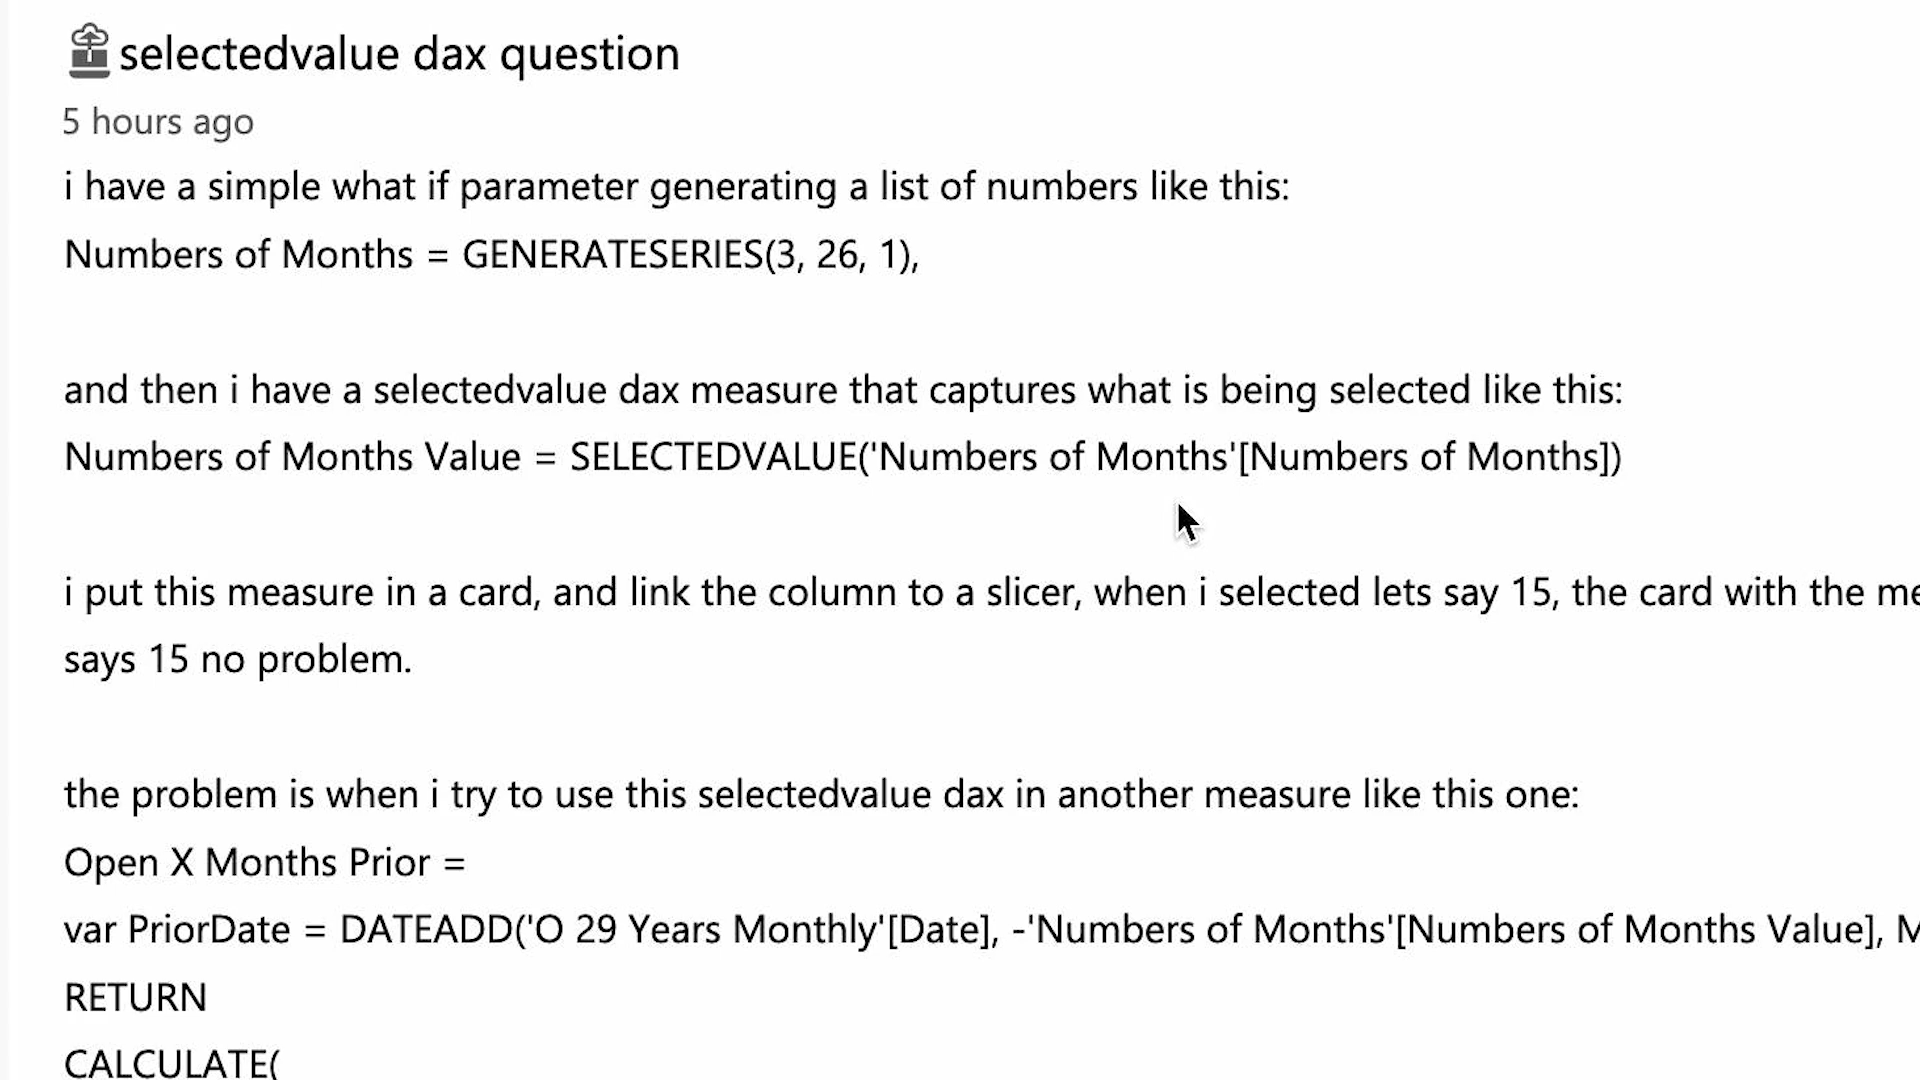 selectedvalue dax question
5 hours ago
i have a simple what if parameter generating a list of numbers like this:
Numbers of Months = GENERATESERIES(3, 26, 1),
and then i have a selectedvalue dax measure that captures what is being selected like this:
Numbers of Months Value = SELECTEDVALUE('Numbers of Months'[Numbers of Months])
i put this measure in a card, and link the column to a slicer, when i selected lets say 15, the card with the me
says 15 no problem.
the problem is when i try to use this selectedvalue dax in another measure like this one:
Open X Months Prior =
var PriorDate = DATEADD('O 29 Years Monthly'[Date], -'Numbers of Months'[Numbers of Months Value], M
RETURN
CALCULATE(